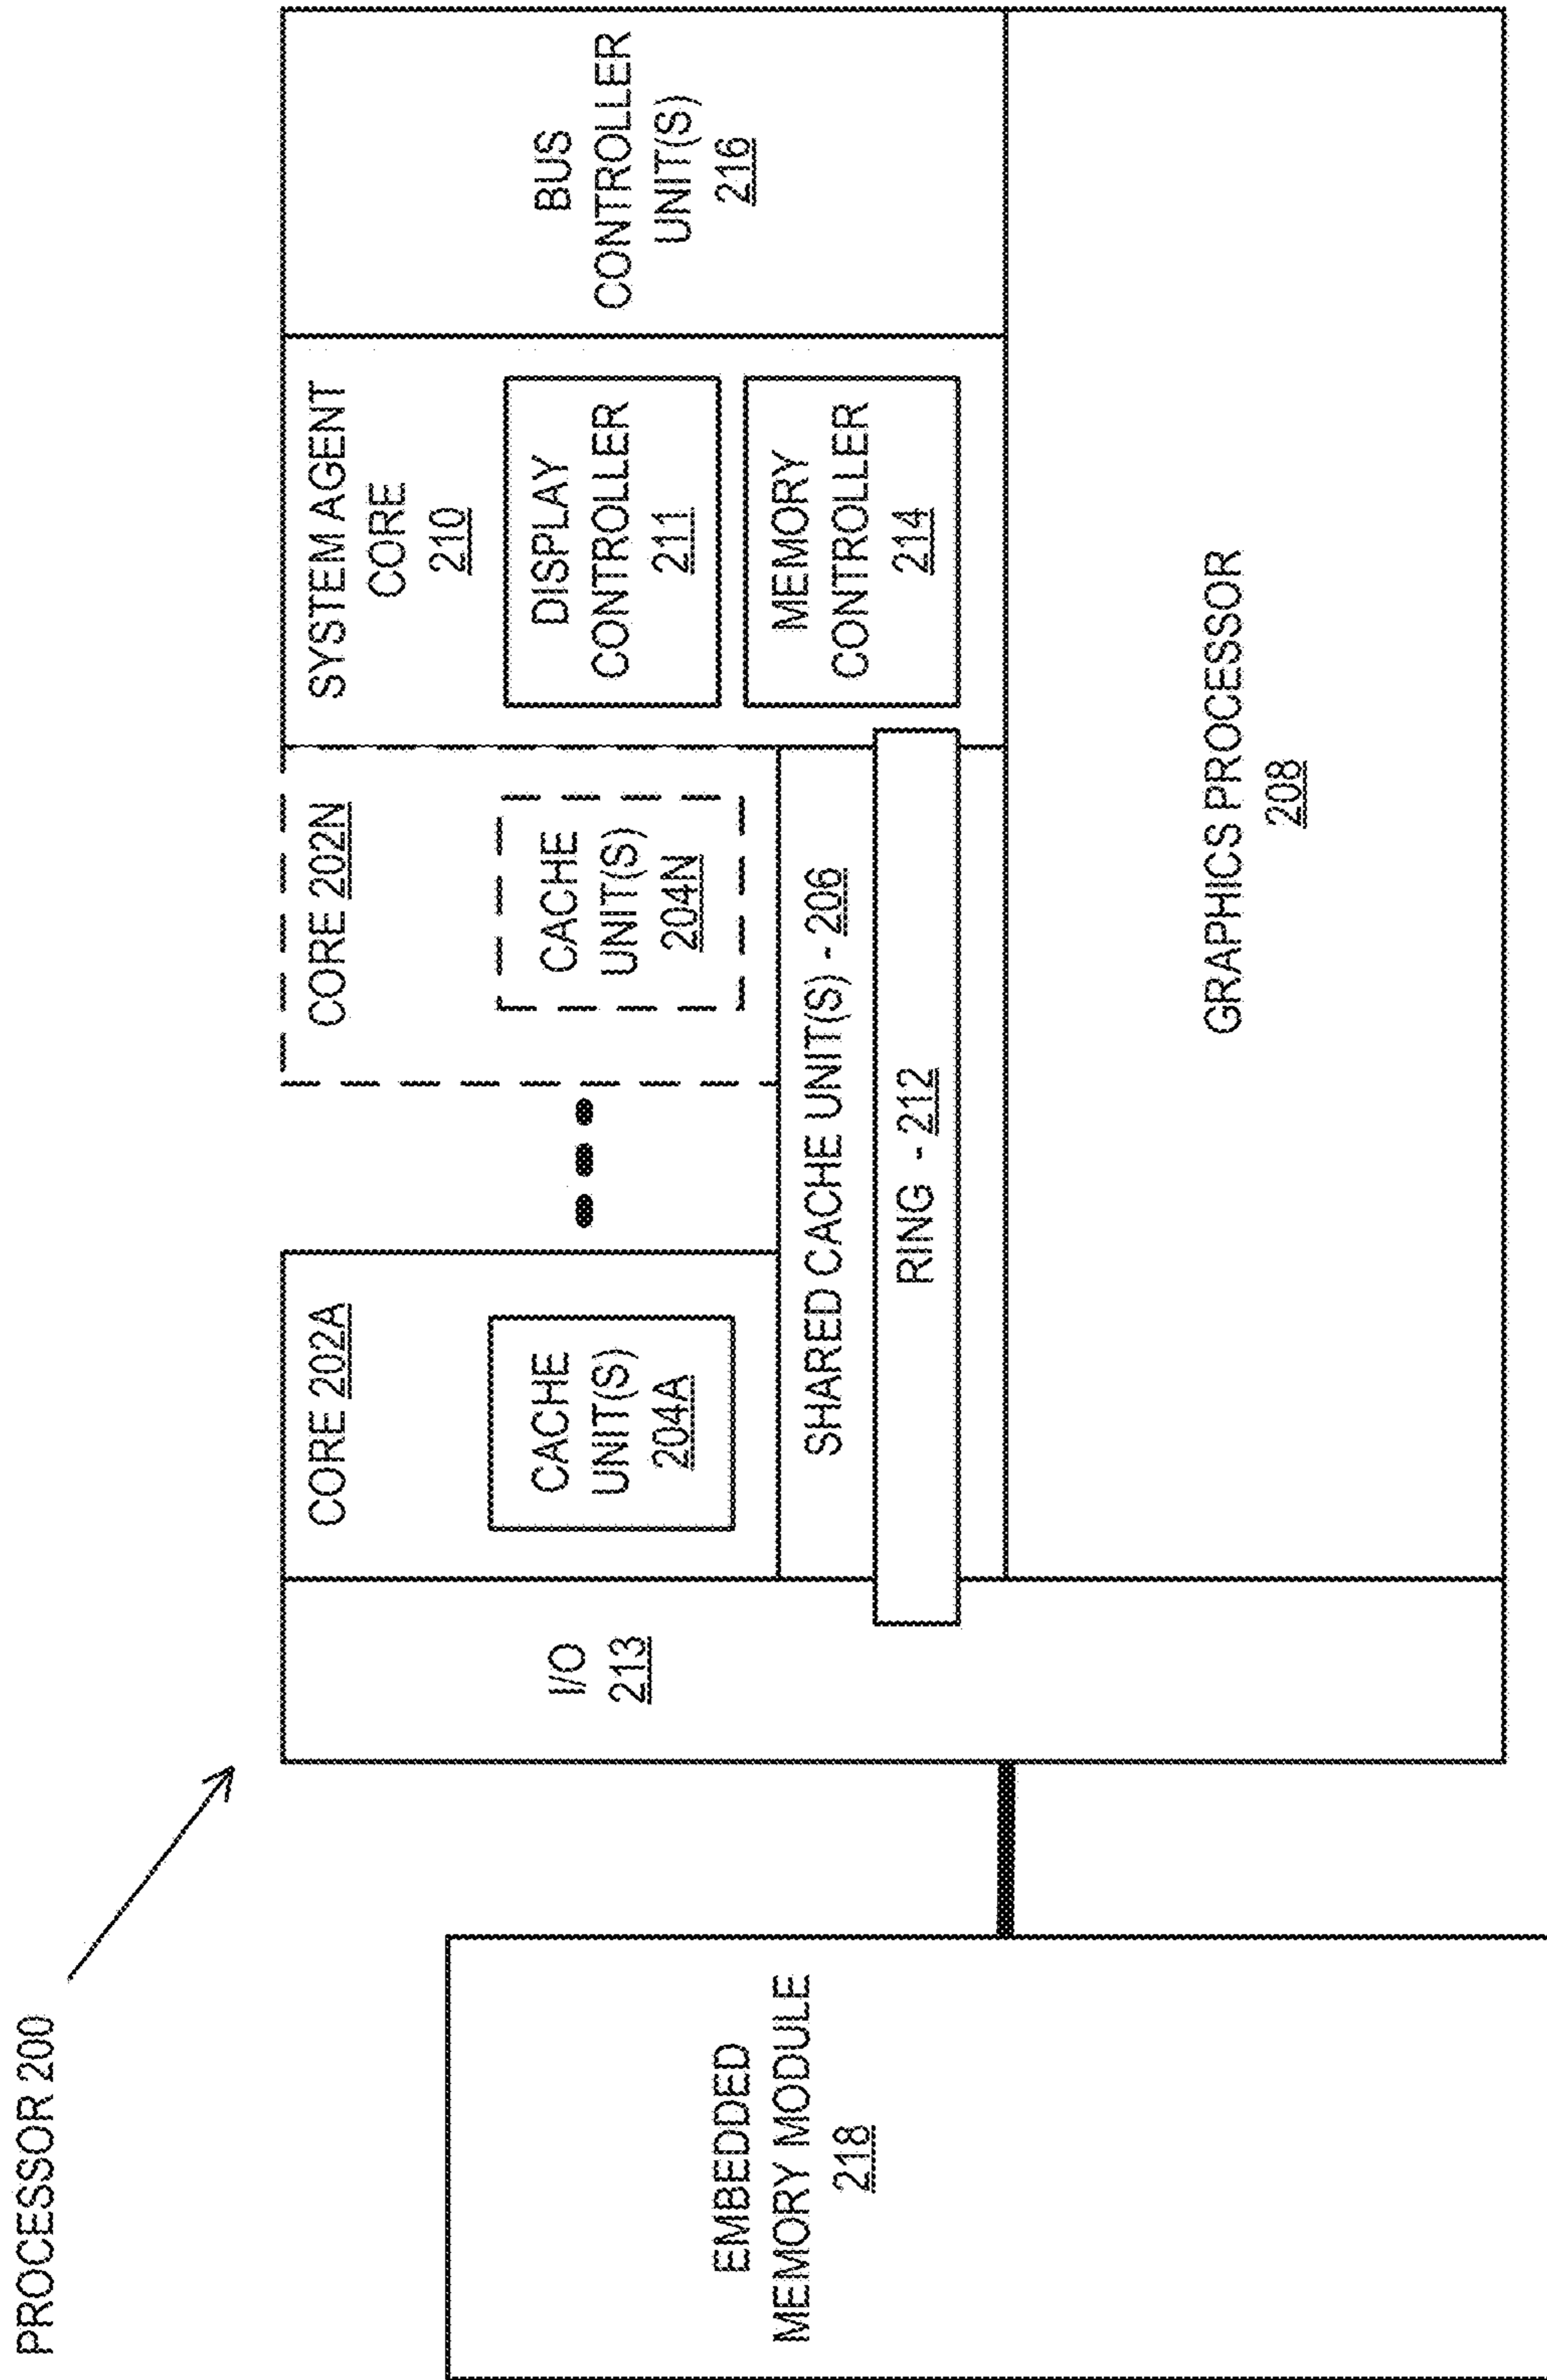 PROCESSOR 200
EMBEDDED
MEMORY MODULE
218
I/O
213
CORE 202A
CACHE
UNIT(S)
204A
CORE 202N
CACHE
UNIT(S)
204N
SHARED CACHE UNIT(S) - 206
RING - 212
SYSTEM AGENT
CORE
210
DISPLAY
CONTROLLER
211
MEMORY
CONTROLLER
214
BUS
CONTROLLER
UNIT(S)
216
GRAPHICS PROCESSOR
208